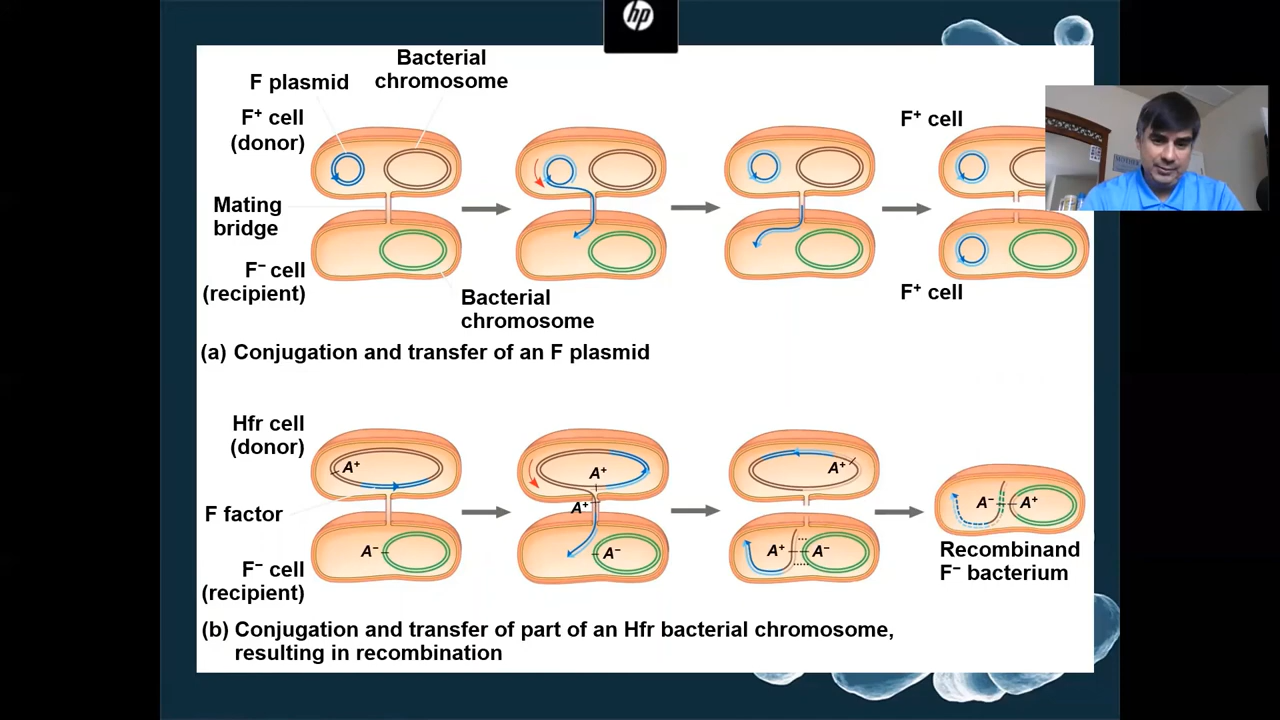 hp
F plasmid
Bacterial
chromosome
F⁺ cell
(donor)
Mating
bridge
F⁻ cell
(recipient)
Bacterial
chromosome
F⁺ cell
F⁺ cell
(a) Conjugation and transfer of an F plasmid
Hfr cell
(donor)
A⁺
F factor
A⁻
F⁻ cell
(recipient)
A⁺
A⁺
A⁻
A⁺
A⁺
A⁻
A⁻
A⁺
Recombinand
F⁻ bacterium
(b) Conjugation and transfer of part of an Hfr bacterial chromosome,
resulting in recombination